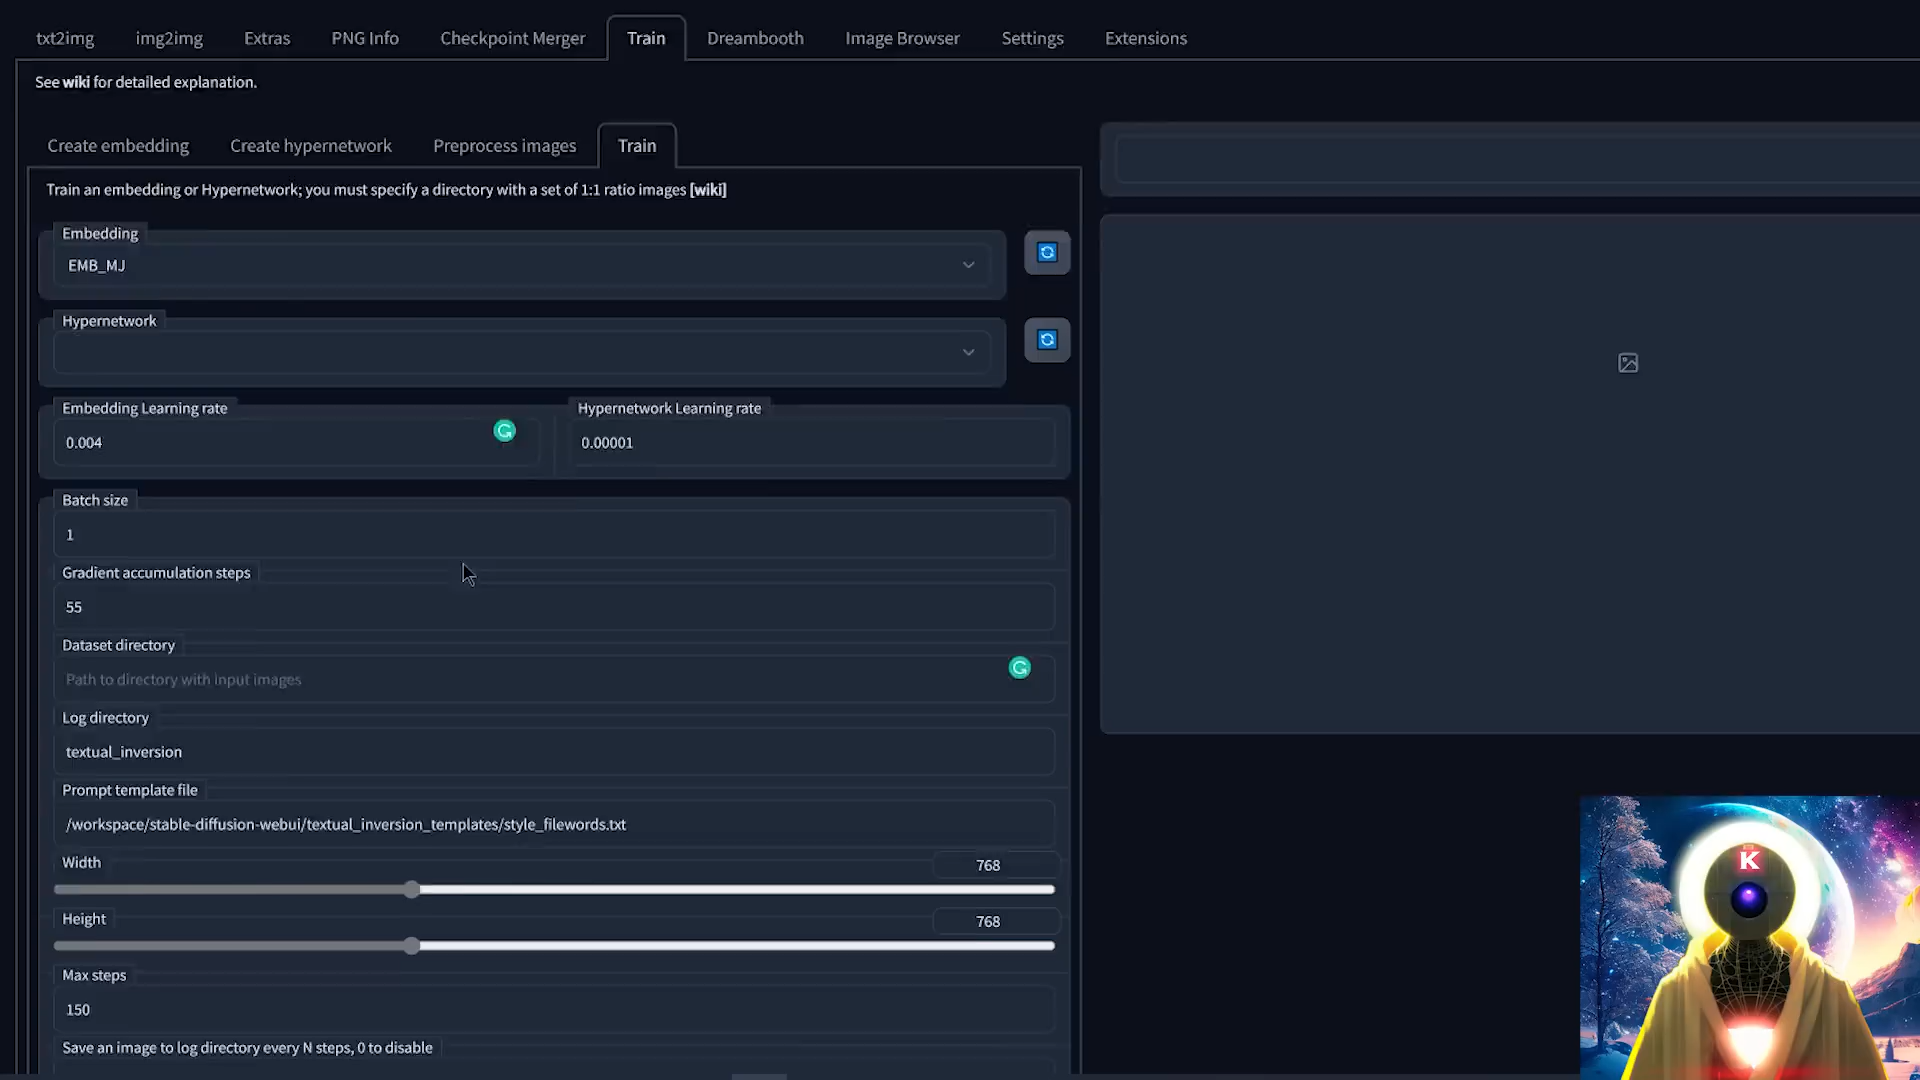 txt2img
img2img
Extras
PNG Info
Checkpoint Merger
Train
Dreambooth
Image Browser
Settings
Extensions
See wiki for detailed explanation.
Create embedding
Create hypernetwork
Preprocess images
Train
Train an embedding or Hypernetwork; you must specify a directory with a set of 1:1 ratio images [wiki]
Embedding
EMB_MJ
Hypernetwork
Embedding Learning rate
0.004
Hypernetwork Learning rate
0.00001
Batch size
1
Gradient accumulation steps
55
Dataset directory
Path to directory with input images
Log directory
textual_inversion
Prompt template file
/workspace/stable-diffusion-webui/textual_inversion_templates/style_filewords.txt
Width
768
Height
768
Max steps
150
Save an image to log directory every N steps, 0 to disable
K